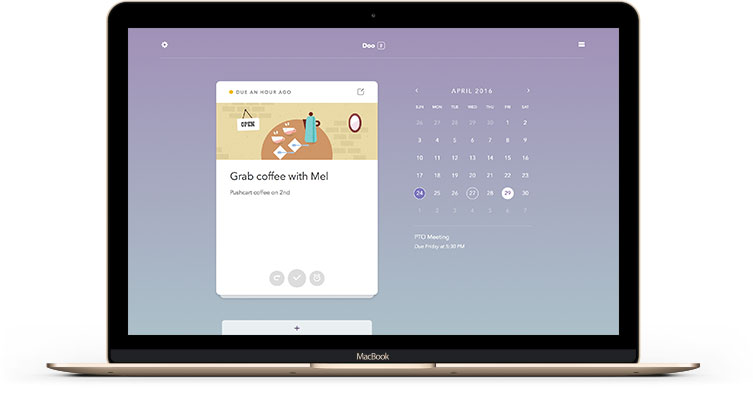 Doo 2
DUE AN HOUR AGO
OPEN
Grab coffee with Mel
Pushcart coffee on 2nd
+
APRIL 2016
SUN MON TUE WED THU FRI SAT
26 27 28 29 30 1 2
3 4 5 6 7 8 9
10 11 12 13 14 15 16
17 18 19 20 21 22 23
24 25 26 27 28 29 30
1 2 3 4 5 6 7
PTO Meeting
Due Friday at 5:30 PM
MacBook